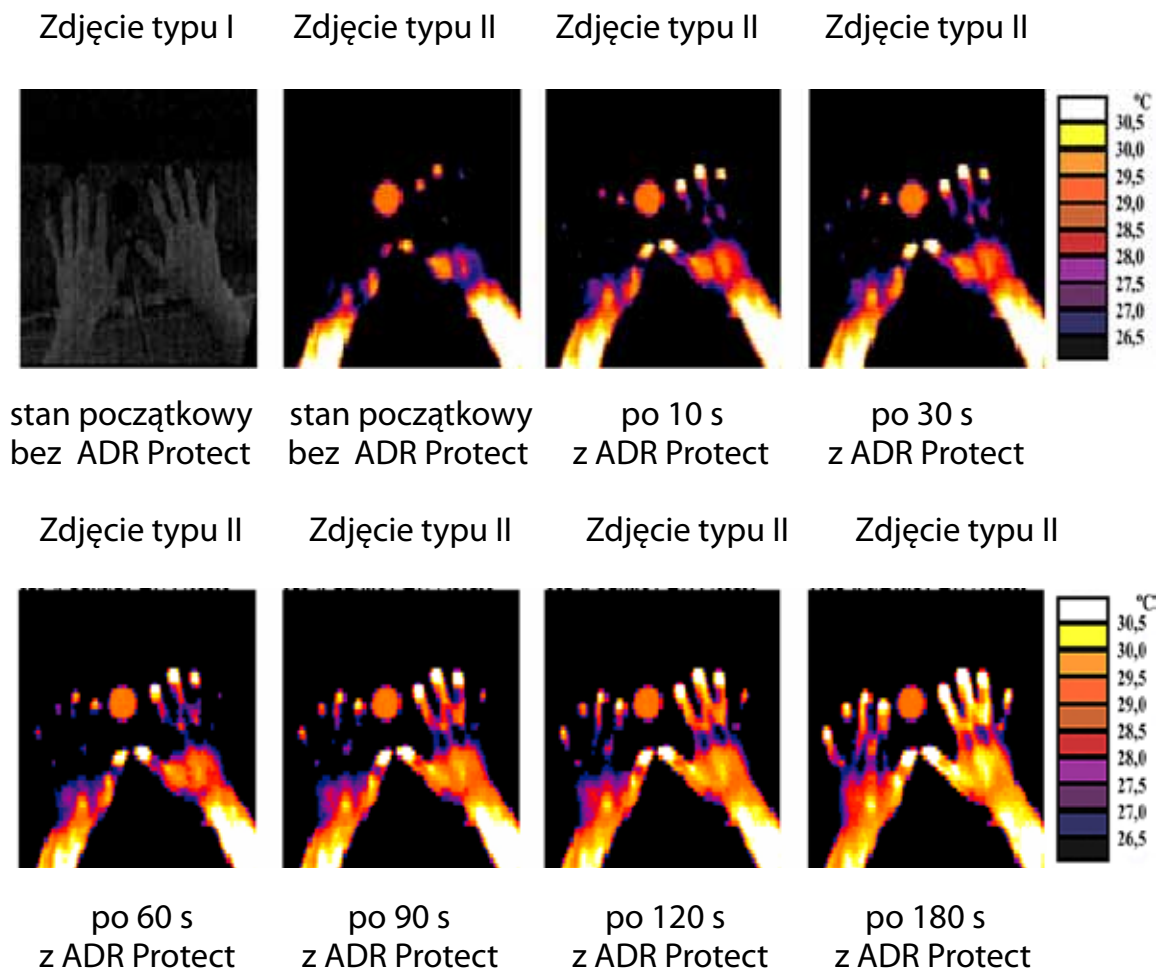 Zdjęcie typu I Zdjęcie typu II Zdjęcie typu II Zdjęcie typu II
°C
30,5
30,0
29,5
29,0
28,5
28,0
27,5
27,0
26,5
stan początkowy stan początkowy po 10 s po 30 s
bez ADR Protect bez ADR Protect z ADR Protect z ADR Protect
Zdjęcie typu II Zdjęcie typu II Zdjęcie typu II Zdjęcie typu II
°C
30,5
30,0
29,5
29,0
28,5
28,0
27,5
27,0
26,5
po 60 s po 90 s po 120 s po 180 s
z ADR Protect z ADR Protect z ADR Protect z ADR Protect